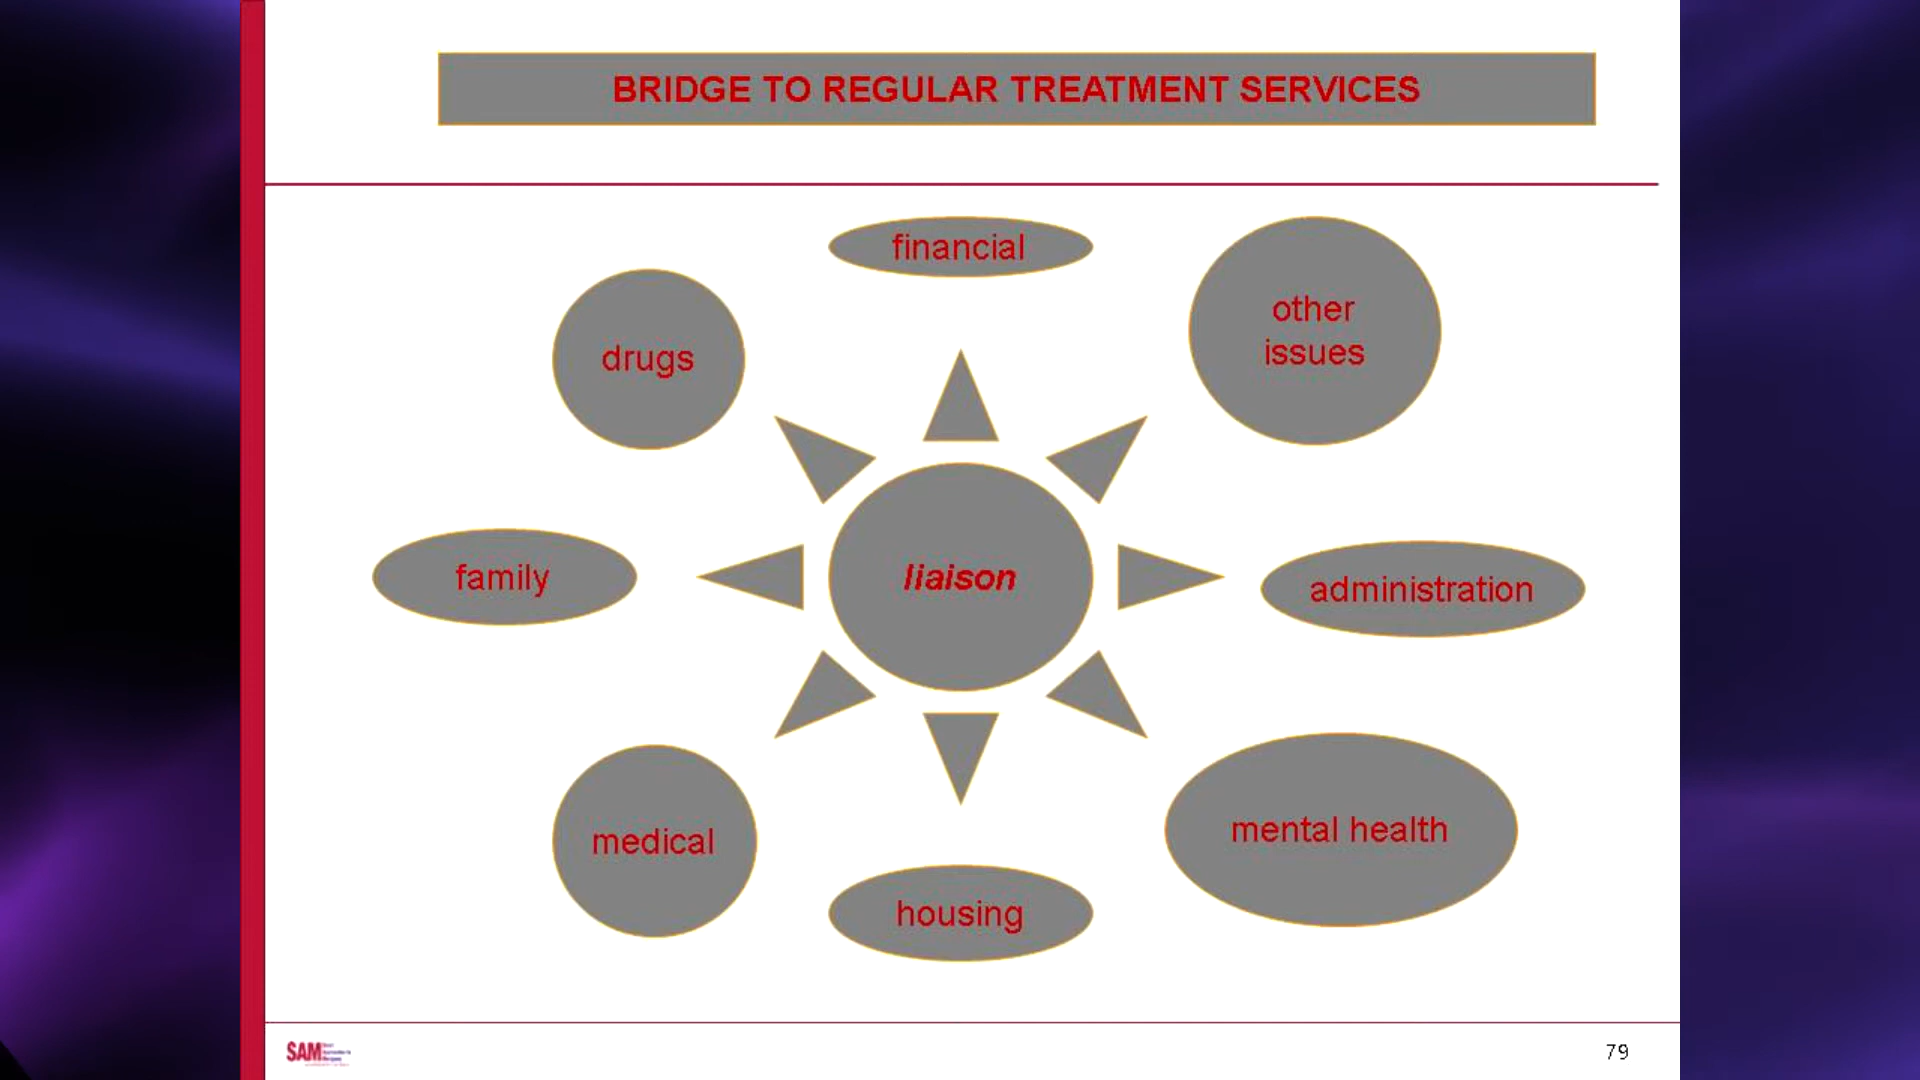 BRIDGE TO REGULAR TREATMENT SERVICES
financial
other
issues
drugs
family
liaison
administration
medical
mental health
housing
SAM
79